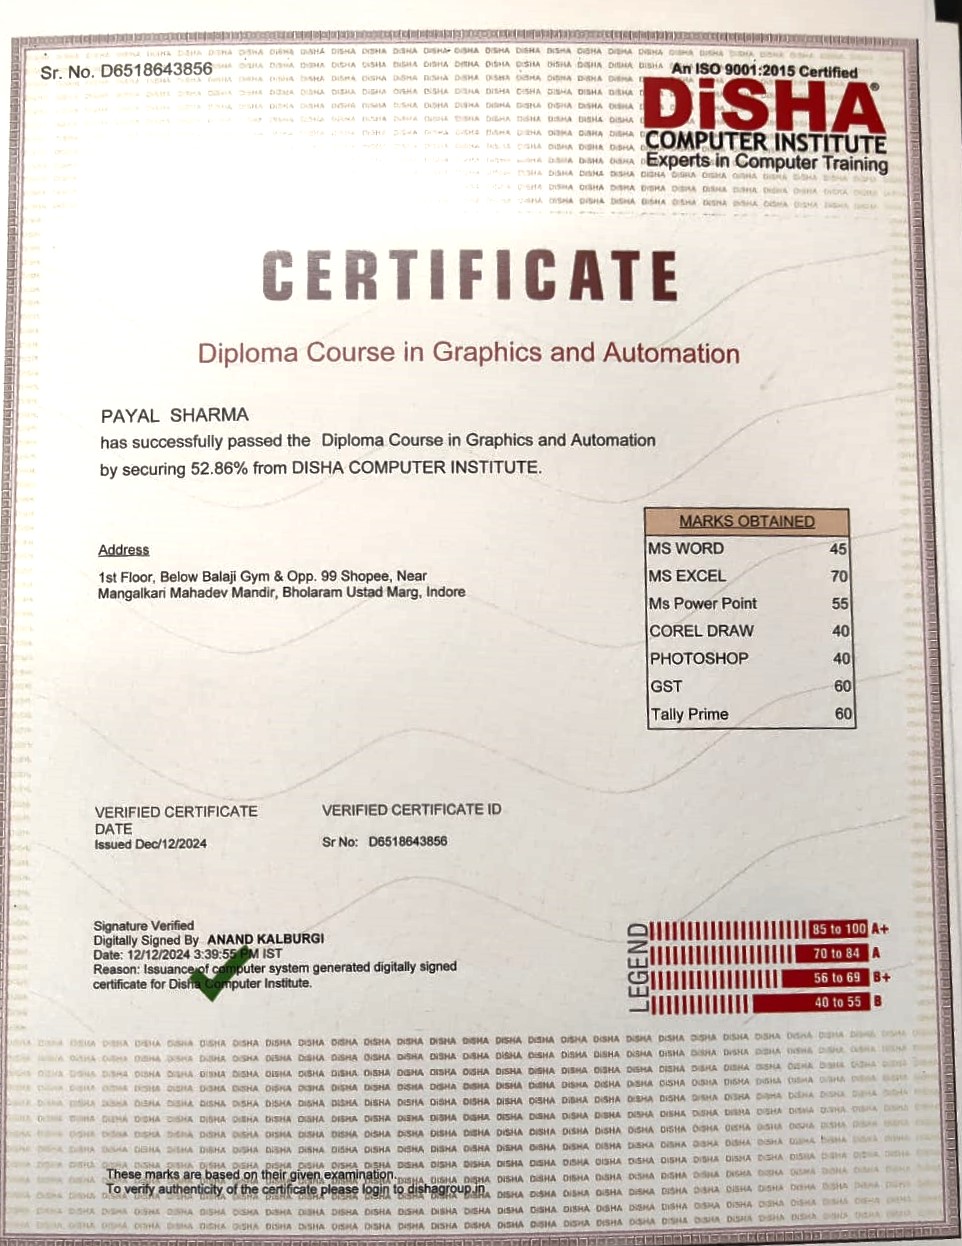 Sr. No. D6518643856
An ISO 9001:2015 Certified
DiSHA®
COMPUTER INSTITUTE
Experts in Computer Training
CERTIFICATE
Diploma Course in Graphics and Automation
PAYAL SHARMA
has successfully passed the Diploma Course in Graphics and Automation
by securing 52.86% from DISHA COMPUTER INSTITUTE.
Address
1st Floor, Below Balaji Gym & Opp. 99 Shopee, Near
Mangalkari Mahadev Mandir, Bholaram Ustad Marg, Indore
MARKS OBTAINED
MS WORD 45
MS EXCEL 70
Ms Power Point 55
COREL DRAW 40
PHOTOSHOP 40
GST 60
Tally Prime 60
VERIFIED CERTIFICATE
DATE
Issued Dec/12/2024
VERIFIED CERTIFICATE ID
Sr No: D6518643856
Signature Verified
Digitally Signed By ANAND KALBURGI
Date: 12/12/2024 3:39:55 PM IST
Reason: Issuance of computer system generated digitally signed
certificate for Disha Computer Institute.
LEGEND
85 to 100 A+
70 to 84 A
56 to 69 B+
40 to 55 B
These marks are based on their given examination.
To verify authenticity of the certificate please login to dishagroup.in